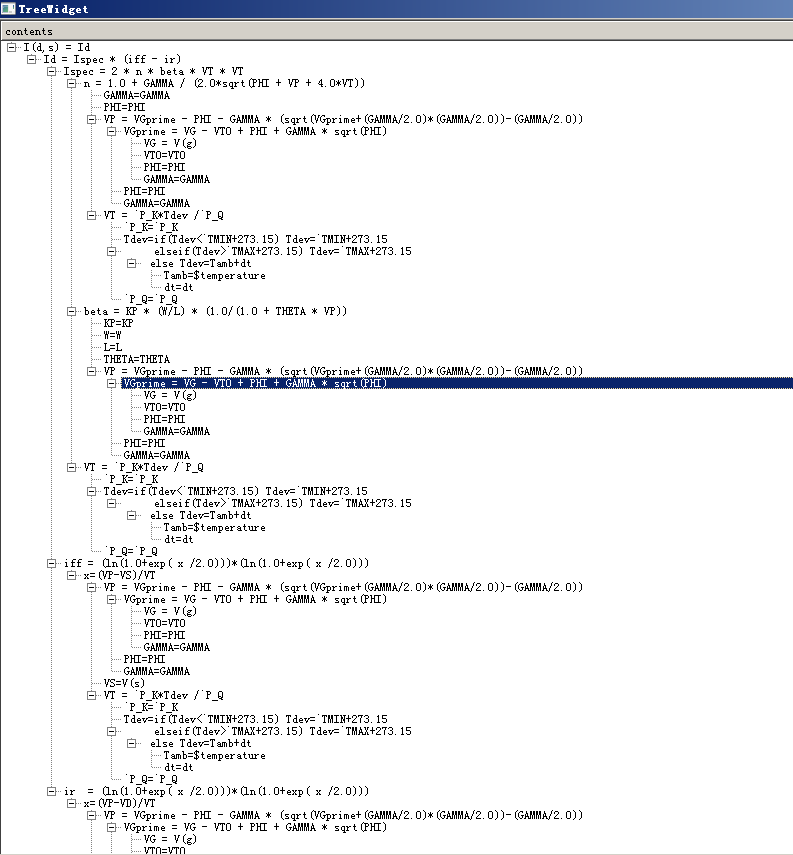 TreeWidget
contents
I(d,s) = Id
Id = Ispec * (iff - ir)
Ispec = 2 * n * beta * VT * VT
n = 1.0 + GAMMA / (2.0*sqrt(PHI + VP + 4.0*VT))
GAMMA=GAMMA
PHI=PHI
VP = VGprime - PHI - GAMMA * (sqrt(VGprime+(GAMMA/2.0)*(GAMMA/2.0))-(GAMMA/2.0))
VGprime = VG - VTO + PHI + GAMMA * sqrt(PHI)
VG = V(g)
VTO=VTO
PHI=PHI
GAMMA=GAMMA
PHI=PHI
GAMMA=GAMMA
VT = `P_K*Tdev /`P_Q
`P_K=`P_K
Tdev=if(Tdev<`TMIN+273.15) Tdev=`TMIN+273.15
elseif(Tdev>`TMAX+273.15) Tdev=`TMAX+273.15
else Tdev=Tamb+dt
Tamb=$temperature
dt=dt
`P_Q=`P_Q
beta = KP * (W/L) * (1.0/(1.0 + THETA * VP))
KP=KP
W=W
L=L
THETA=THETA
VP = VGprime - PHI - GAMMA * (sqrt(VGprime+(GAMMA/2.0)*(GAMMA/2.0))-(GAMMA/2.0))
VGprime = VG - VTO + PHI + GAMMA * sqrt(PHI)
VG = V(g)
VTO=VTO
PHI=PHI
GAMMA=GAMMA
PHI=PHI
GAMMA=GAMMA
VT = `P_K*Tdev /`P_Q
`P_K=`P_K
Tdev=if(Tdev<`TMIN+273.15) Tdev=`TMIN+273.15
elseif(Tdev>`TMAX+273.15) Tdev=`TMAX+273.15
else Tdev=Tamb+dt
Tamb=$temperature
dt=dt
`P_Q=`P_Q
iff = (ln(1.0+exp( x /2.0)))*(ln(1.0+exp( x /2.0)))
x=(VP-VS)/VT
VP = VGprime - PHI - GAMMA * (sqrt(VGprime+(GAMMA/2.0)*(GAMMA/2.0))-(GAMMA/2.0))
VGprime = VG - VTO + PHI + GAMMA * sqrt(PHI)
VG = V(g)
VTO=VTO
PHI=PHI
GAMMA=GAMMA
PHI=PHI
GAMMA=GAMMA
VS=V(s)
VT = `P_K*Tdev /`P_Q
`P_K=`P_K
Tdev=if(Tdev<`TMIN+273.15) Tdev=`TMIN+273.15
elseif(Tdev>`TMAX+273.15) Tdev=`TMAX+273.15
else Tdev=Tamb+dt
Tamb=$temperature
dt=dt
`P_Q=`P_Q
ir  = (ln(1.0+exp( x /2.0)))*(ln(1.0+exp( x /2.0)))
x=(VP-VD)/VT
VP = VGprime - PHI - GAMMA * (sqrt(VGprime+(GAMMA/2.0)*(GAMMA/2.0))-(GAMMA/2.0))
VGprime = VG - VTO + PHI + GAMMA * sqrt(PHI)
VG = V(g)
VTO=VTO